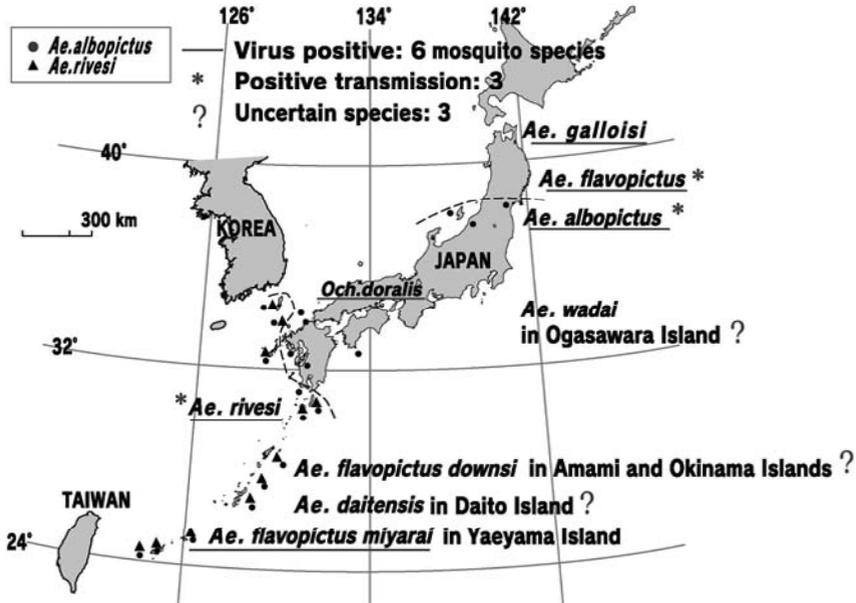 126° 134° 142°
● Ae.albopictus
▲ Ae.rivesi
— Virus positive: 6 mosquito species
* Positive transmission: 3
? Uncertain species: 3
Ae. galloisi
40°
Ae. flavopictus *
300 km
KOREA
Ae. albopictus *
JAPAN
Och.doralis
Ae. wadai
in Ogasawara Island ?
32°
* Ae. rivesi
Ae. flavopictus downsi in Amami and Okinama Islands ?
TAIWAN
Ae. daitensis in Daito Island ?
24°
Ae. flavopictus miyarai in Yaeyama Island